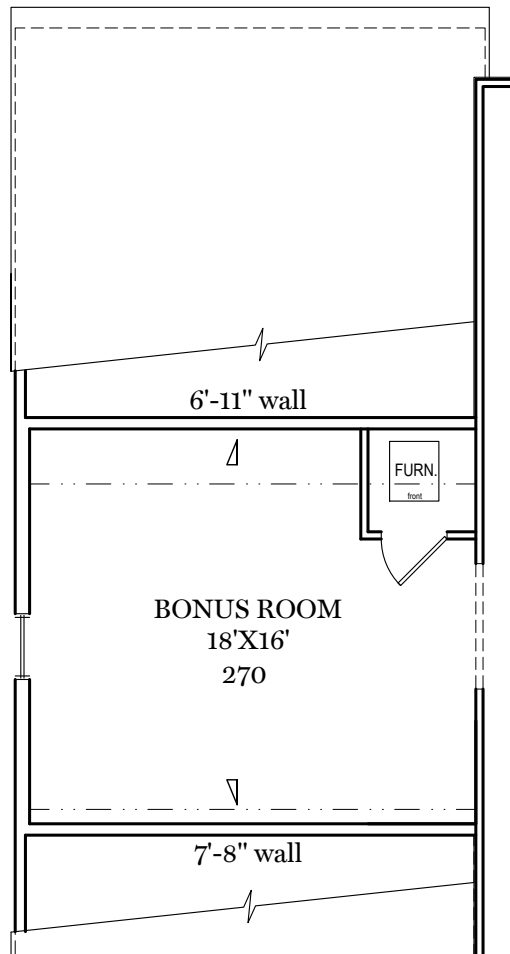 6'-11" wall
FURN.
front
BONUS ROOM
18'X16'
270
7'-8" wall